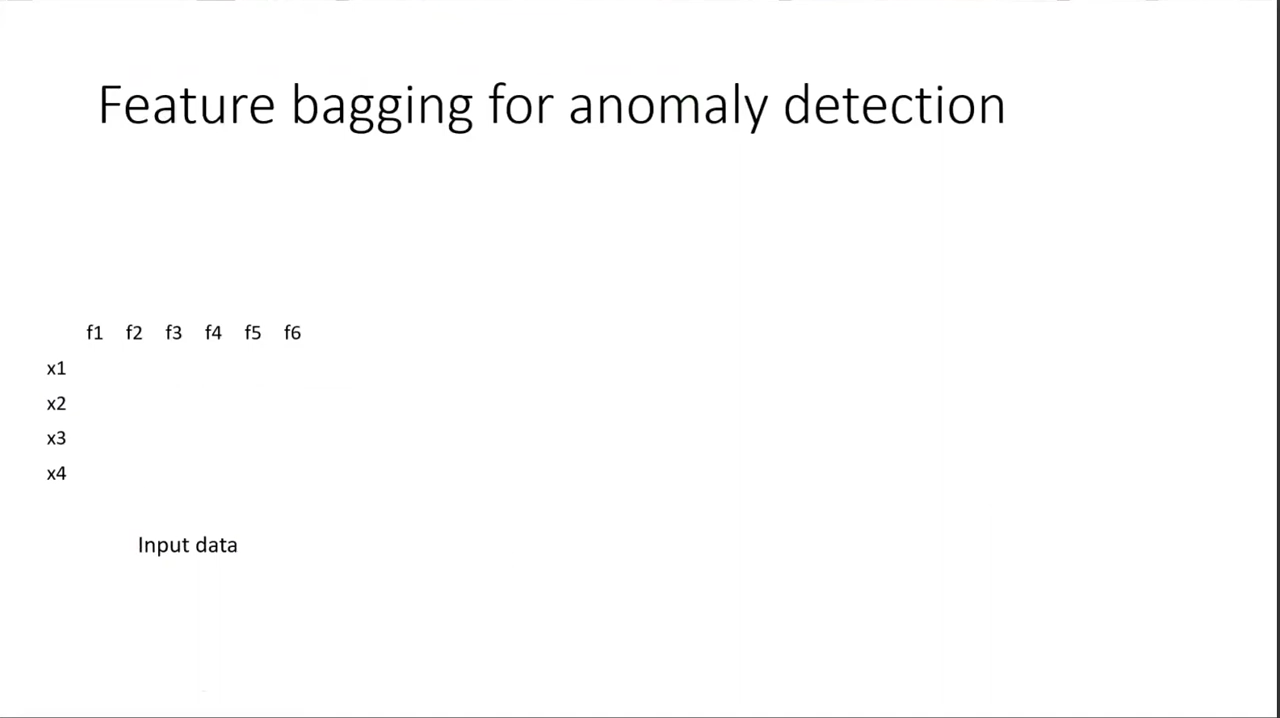 Feature bagging for anomaly detection
f1 f2 f3 f4 f5 f6
x1
x2
x3
x4
Input data